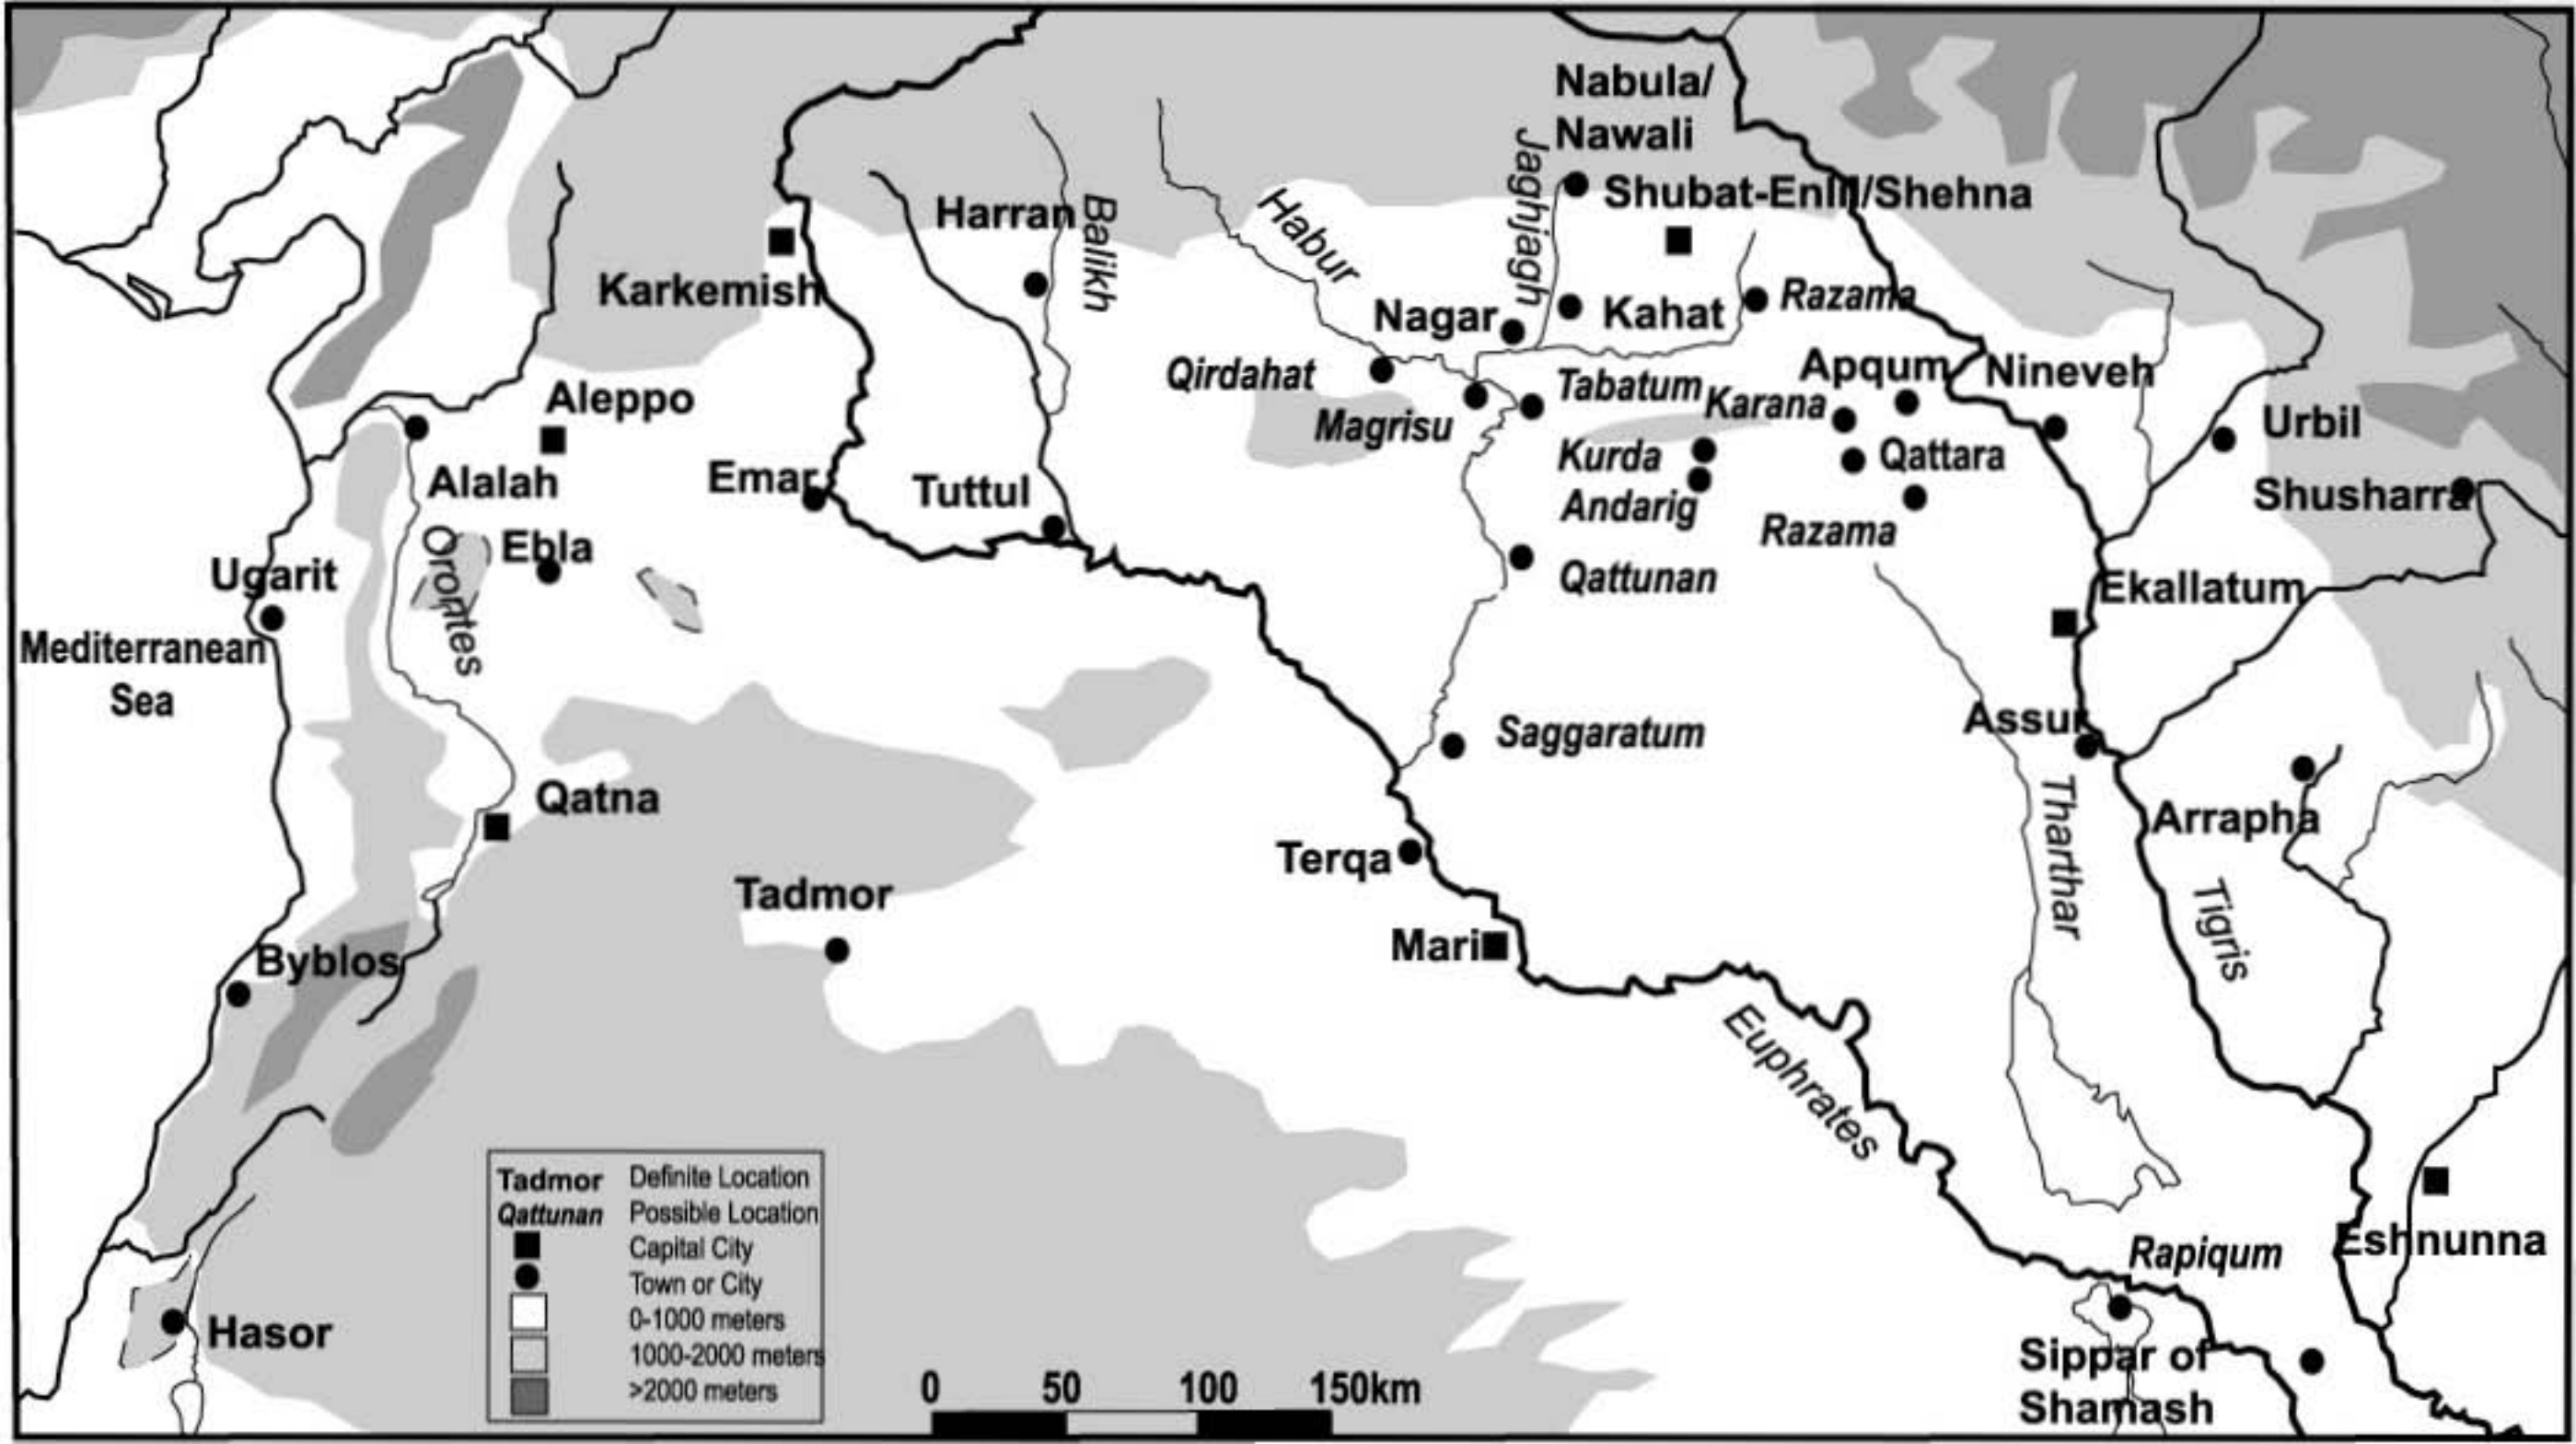 Nabula/
Nawali
Jaghjagh
Shubat-Enlil/Shehna
Harran
Balikh
Habur
Karkemish
Nagar
Kahat
Razama
Qirdahat
Magrisu
Tabatum
Karana
Apqum
Nineveh
Aleppo
Urbil
Kurda
Qattara
Alalah
Emar
Tuttul
Andarig
Razama
Shusharra
Orontes
Ebla
Ugarit
Qattunan
Ekallatum
Mediterranean
Sea
Saggaratum
Assur
Qatna
Tharthar
Arrapha
Terqa
Tadmor
Tigris
Mari
Byblos
Euphrates
Tadmor Definite Location
Qattunan Possible Location
Capital City
Town or City
0-1000 meters
1000-2000 meters
>2000 meters
Rapiqum
Eshnunna
Hasor
Sippar of
Shamash
0 50 100 150km